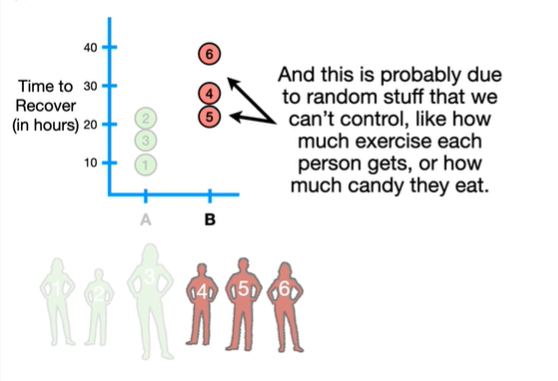 40
30
20
10
Time to
Recover
(in hours)
6
4
5
2
3
1
A
B
And this is probably due
to random stuff that we
can't control, like how
much exercise each
person gets, or how
much candy they eat.
1
2
3
4
5
6